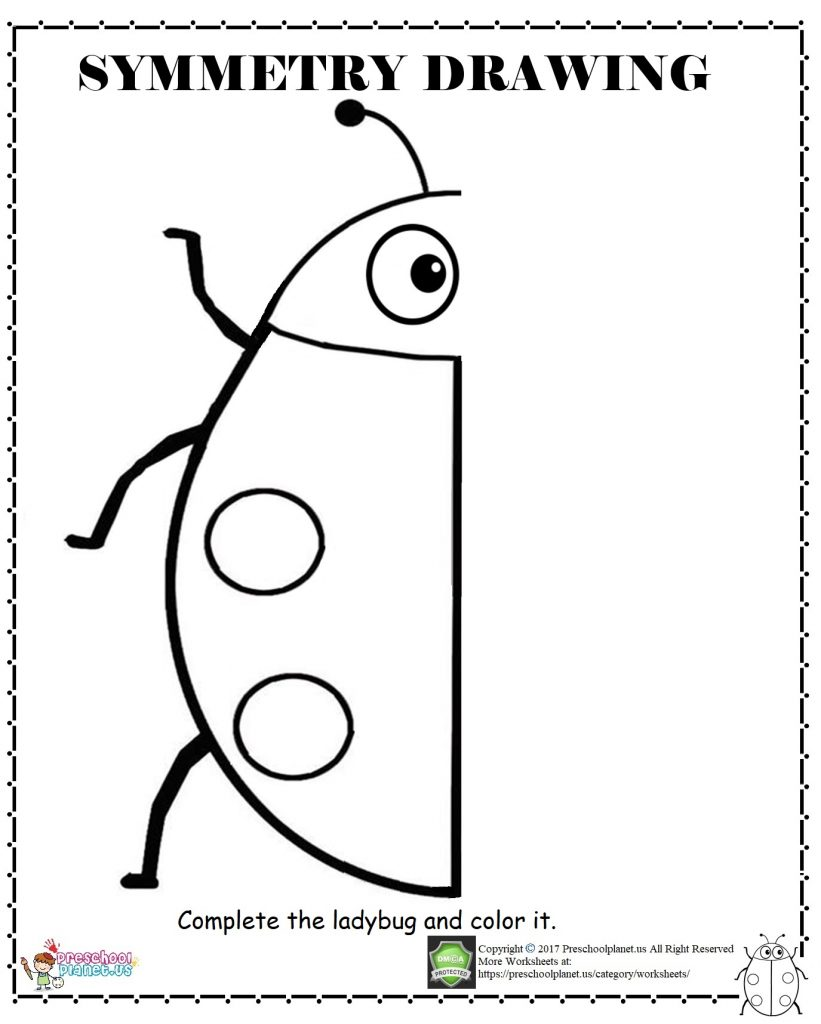 SYMMETRY DRAWING
Complete the ladybug and color it.
preschool
planet.us
DMCA
PROTECTED
Copyright © 2017 Preschoolplanet.us All Right Reserved
More Worksheets at:
https://preschoolplanet.us/category/worksheets/